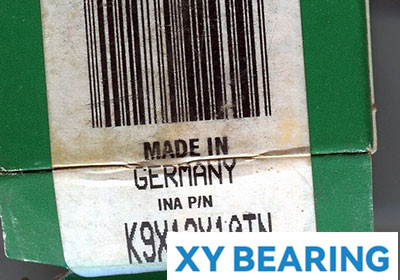 MADE IN
GERMANY
INA P/N
XY BEARING